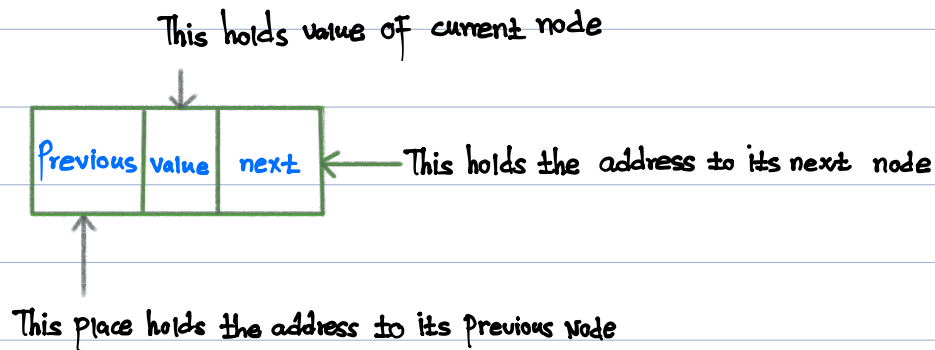 This holds value of current node
Previous value next
This holds the address to its next node
This place holds the address to its Previous Node